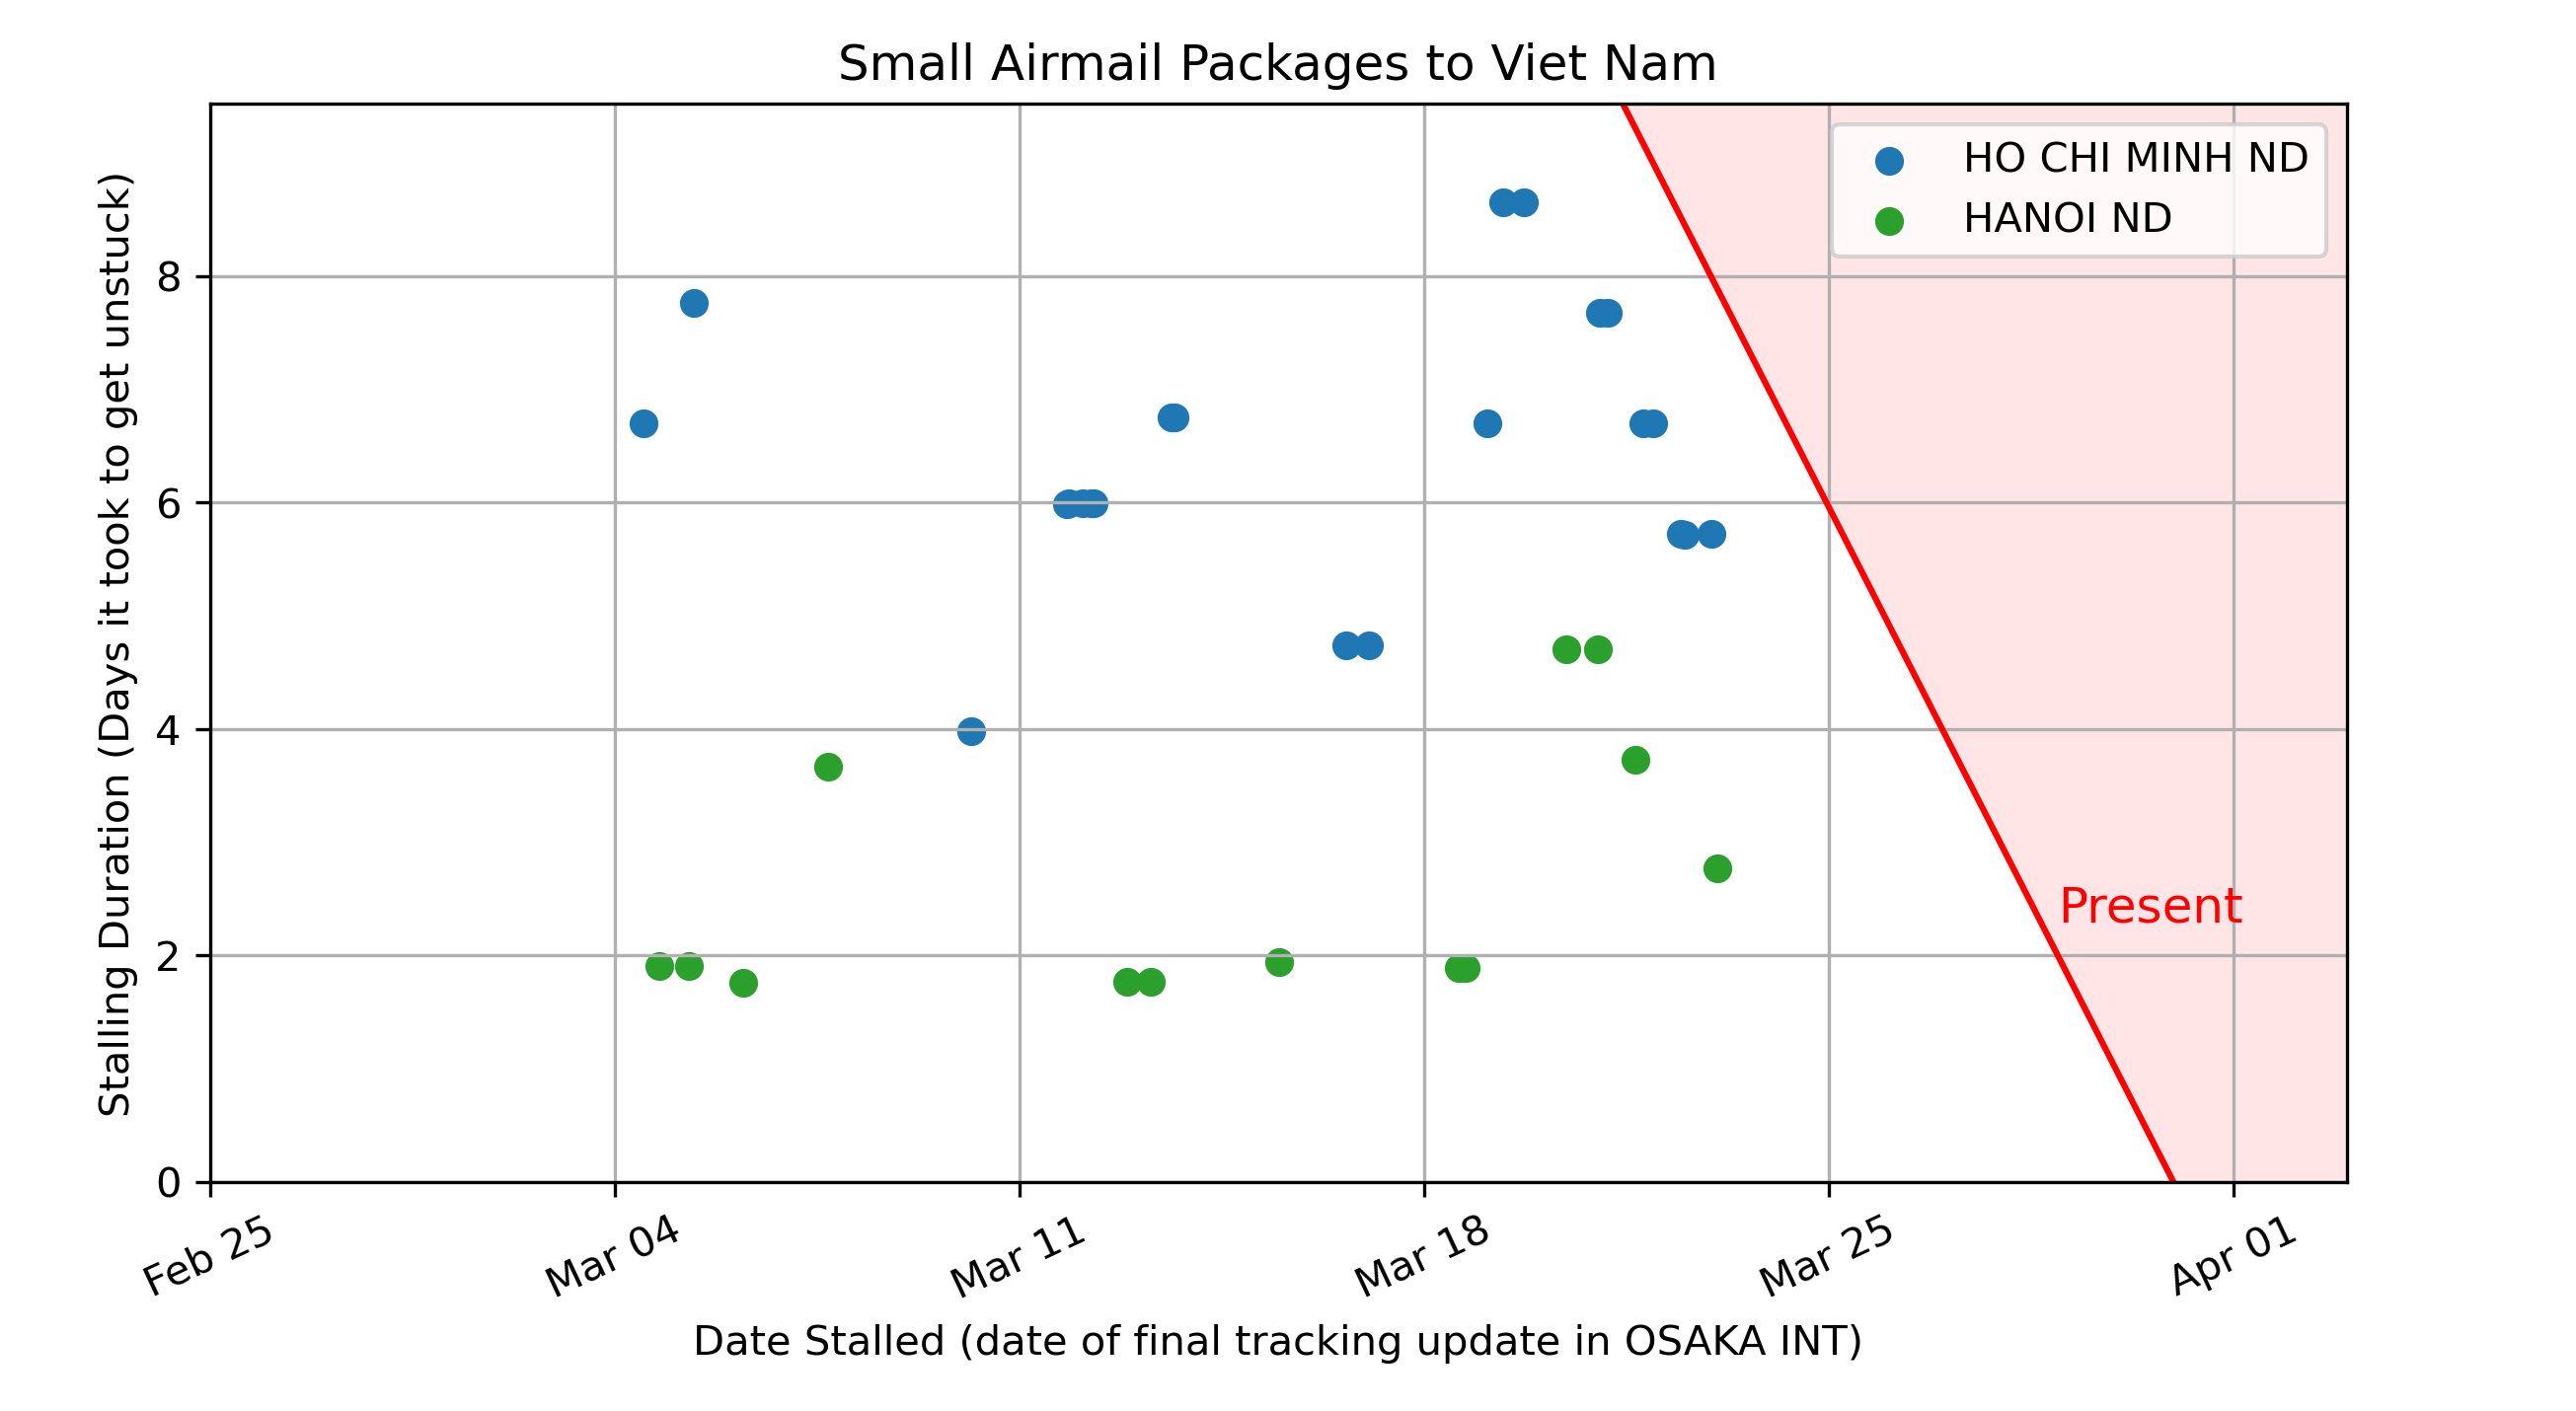 Small Airmail Packages to Viet Nam
Stalling Duration (Days it took to get unstuck)
8
6
4
2
0
HO CHI MINH ND
HANOI ND
Present
Feb 25
Mar 04
Mar 11
Mar 18
Mar 25
Apr 01
Date Stalled (date of final tracking update in OSAKA INT)